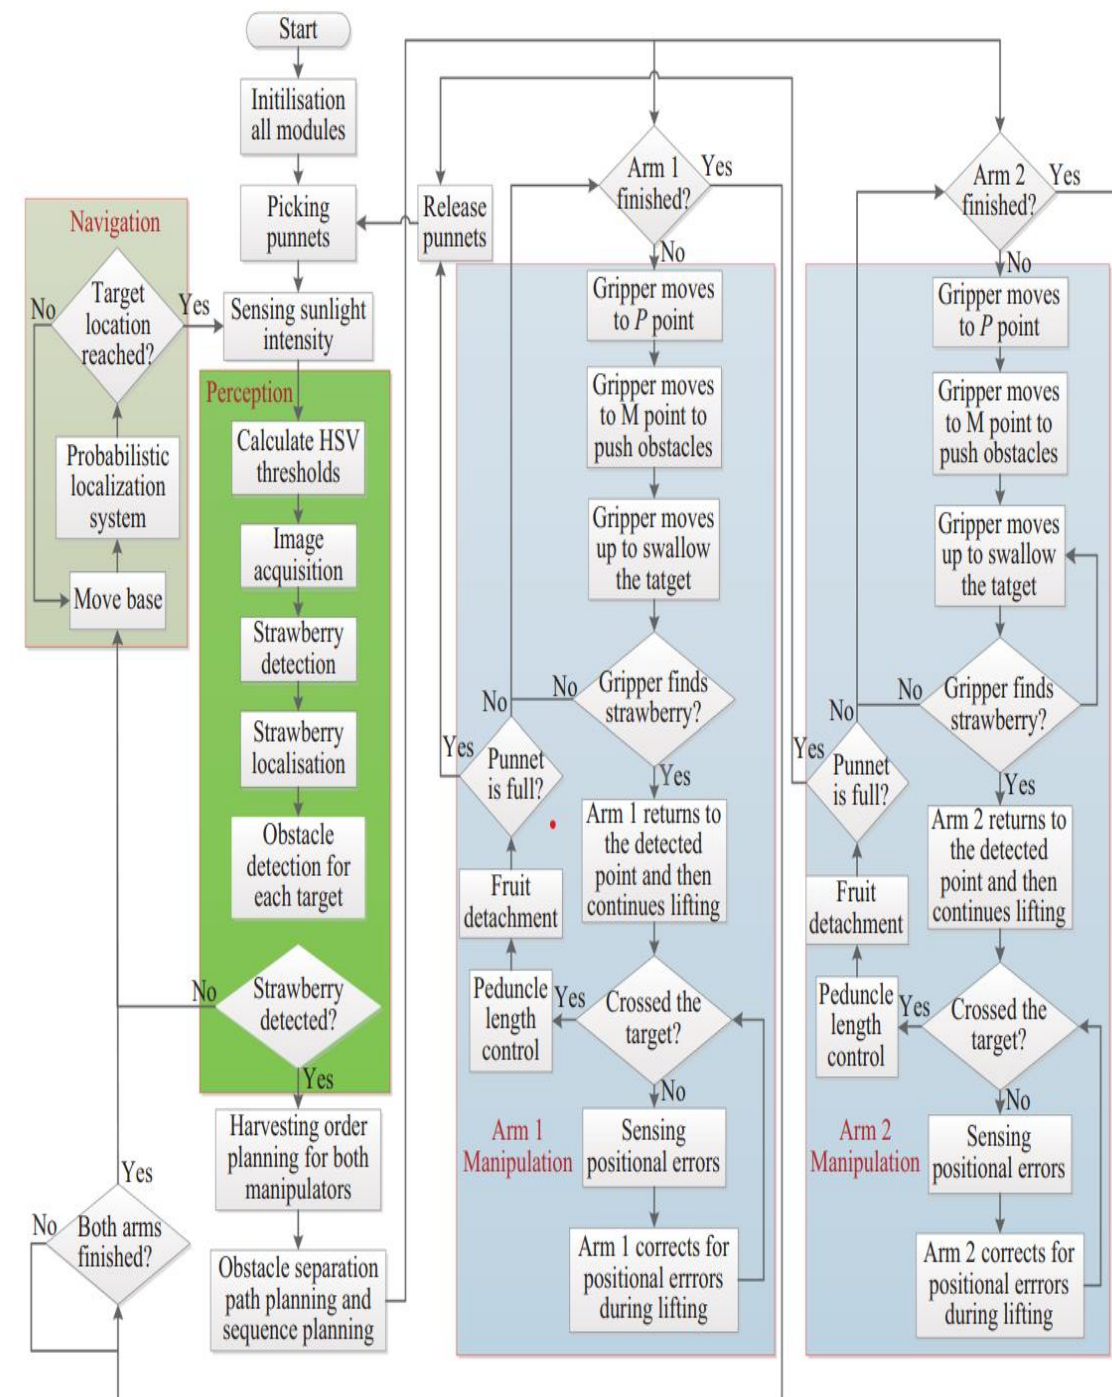 Start
Initilisation
all modules
Picking
punnets
Release
punnets
Navigation
Target
location
reached?
No
Yes
Probabilistic
localization
system
Move base
Sensing sunlight
intensity
Perception
Calculate HSV
thresholds
Image
acquisition
Strawberry
detection
Strawberry
localisation
Obstacle
detection for
each target
Strawberry
detected?
No
Yes
Harvesting order
planning for both
manipulators
Obstacle separation
path planning and
sequence planning
Both arms
finished?
Yes
No
Arm 1
finished?
Yes
No
Gripper moves
to P point
Gripper moves
to M point to
push obstacles
Gripper moves
up to swallow
the tatget
Gripper finds
strawberry?
No
Yes
Arm 1 returns to
the detected
point and then
continues lifting
Crossed the
target?
Yes
No
Peduncle
length
control
Fruit
detachment
Punnet
is full?
No
Yes
Sensing
positional errors
Arm 1 corrects for
positional errrors
during lifting
Arm 1
Manipulation
Arm 2
finished?
Yes
No
Gripper moves
to P point
Gripper moves
to M point to
push obstacles
Gripper moves
up to swallow
the tatget
Gripper finds
strawberry?
No
Yes
Arm 2 returns to
the detected
point and then
continues lifting
Crossed the
target?
Yes
No
Peduncle
length
control
Fruit
detachment
Punnet
is full?
No
Yes
Sensing
positional errors
Arm 2 corrects for
positional errrors
during lifting
Arm 2
Manipulation